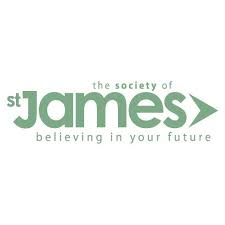 the society of
st James
believing in your future